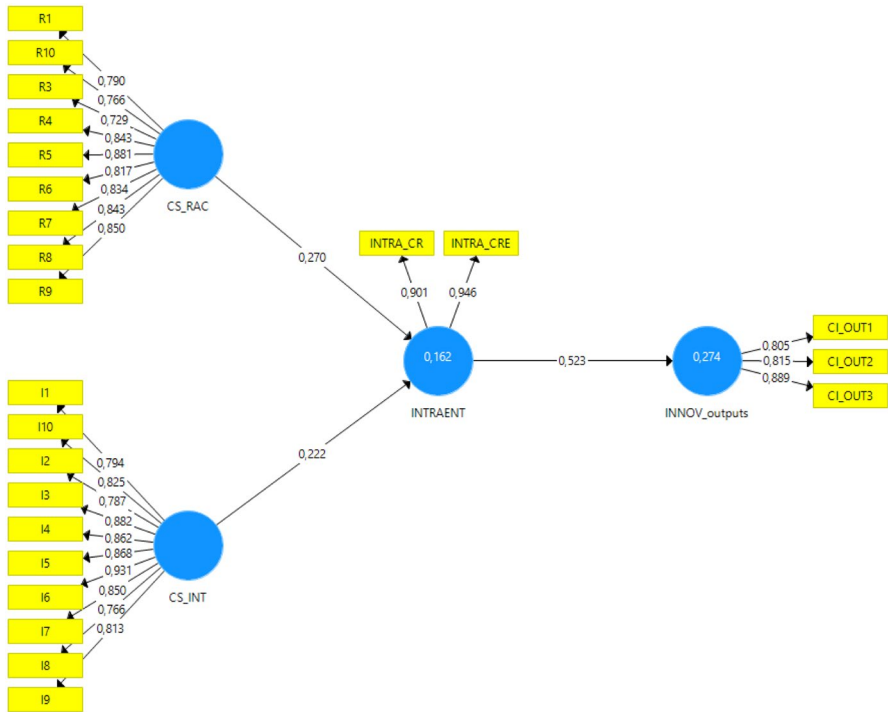 R1
R10
R3
R4
R5
R6
R7
R8
R9
0,790
0,766
0,729
0,843
0,881
0,817
0,834
0,843
0,850
CS_RAC
0,270
INTRA_CR
INTRA_CRE
0,901
0,946
0,162
INTRAENT
0,523
0,274
INNOV_outputs
0,805
0,815
0,889
CI_OUT1
CI_OUT2
CI_OUT3
I1
I10
I2
I3
I4
I5
I6
I7
I8
I9
0,794
0,825
0,787
0,882
0,862
0,868
0,931
0,850
0,766
0,813
CS_INT
0,222